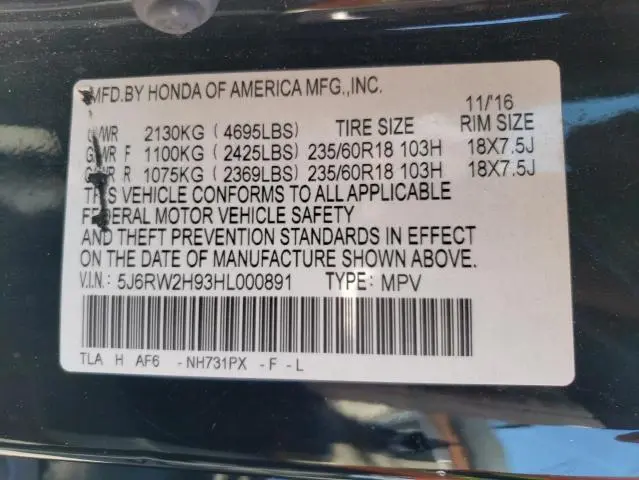 MFD.BY HONDA OF AMERICA MFG.,INC.
11/'16
GVWR 2130KG (4695LBS) TIRE SIZE RIM SIZE
GAWR F 1100KG (2425LBS) 235/60R18 103H 18X7.5J
GAWR R 1075KG (2369LBS) 235/60R18 103H 18X7.5J
THIS VEHICLE CONFORMS TO ALL APPLICABLE
FEDERAL MOTOR VEHICLE SAFETY
AND THEFT PREVENTION STANDARDS IN EFFECT
ON THE DATE OF MANUFACTURE SHOWN ABOVE.
V.I.N.: 5J6RW2H93HL000891 TYPE: MPV
TLA H AF6 -NH731PX -F -L